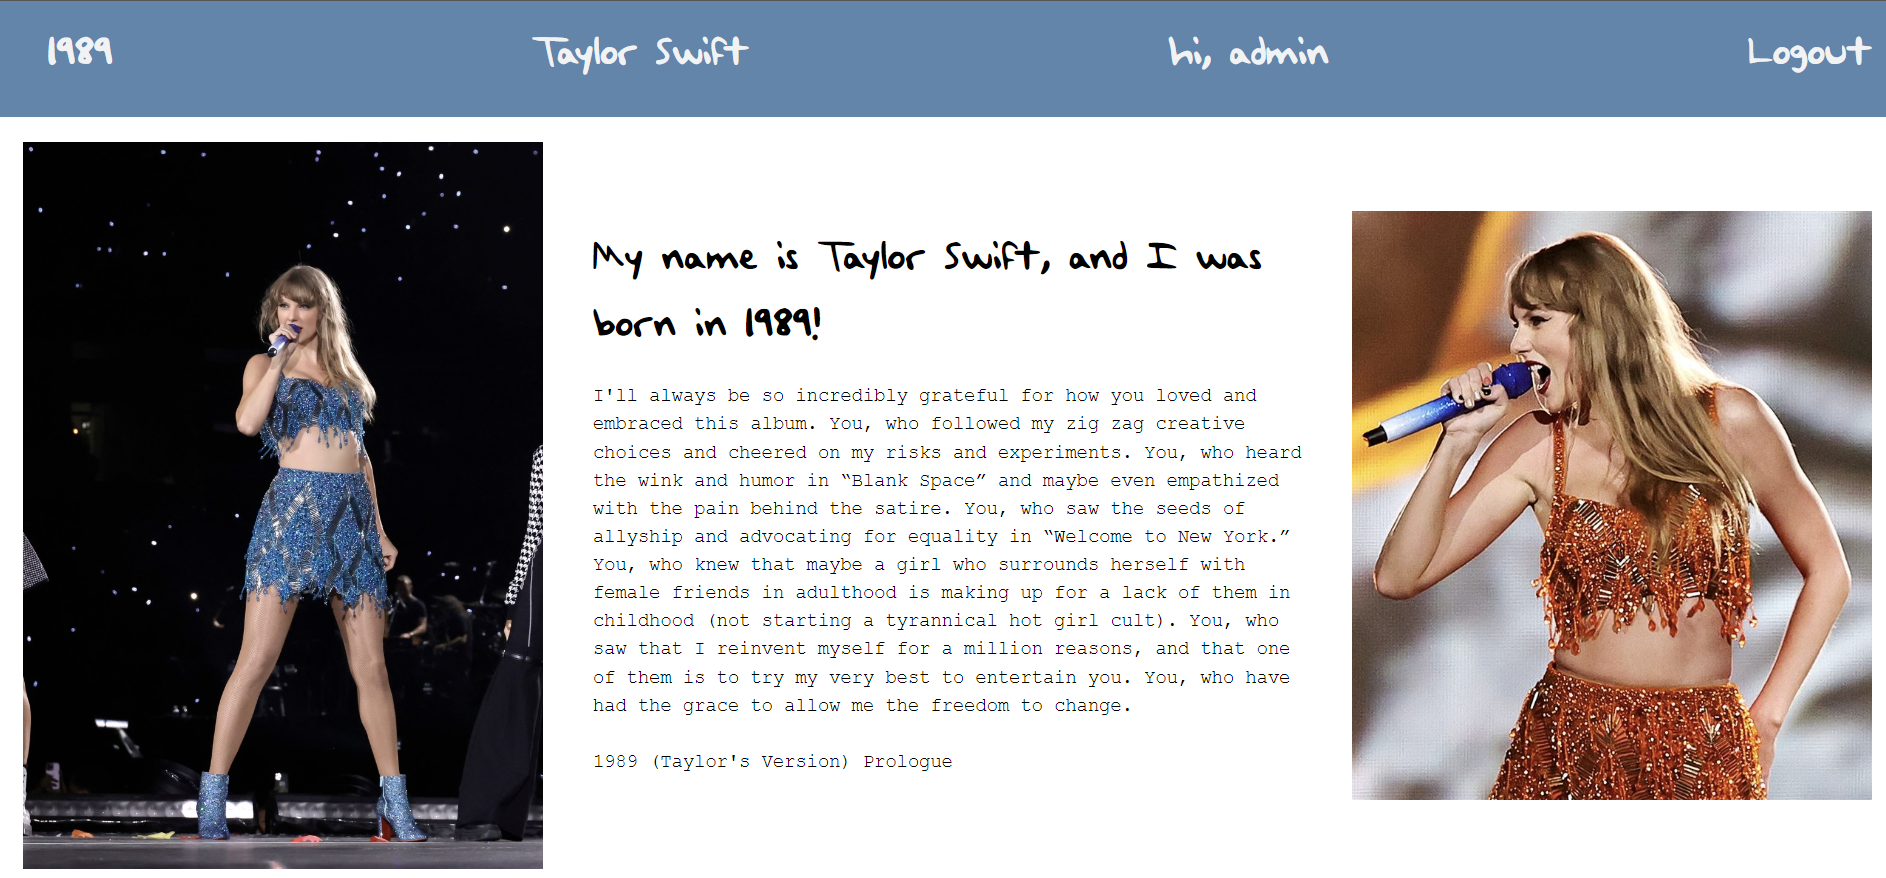 1989
Taylor Swift
hi, admin
Logout
My name is Taylor Swift, and I was
born in 1989!
I'll always be so incredibly grateful for how you loved and
embraced this album. You, who followed my zig zag creative
choices and cheered on my risks and experiments. You, who heard
the wink and humor in “Blank Space” and maybe even empathized
with the pain behind the satire. You, who saw the seeds of
allyship and advocating for equality in “Welcome to New York.”
You, who knew that maybe a girl who surrounds herself with
female friends in adulthood is making up for a lack of them in
childhood (not starting a tyrannical hot girl cult). You, who
saw that I reinvent myself for a million reasons, and that one
of them is to try my very best to entertain you. You, who have
had the grace to allow me the freedom to change.
1989 (Taylor's Version) Prologue